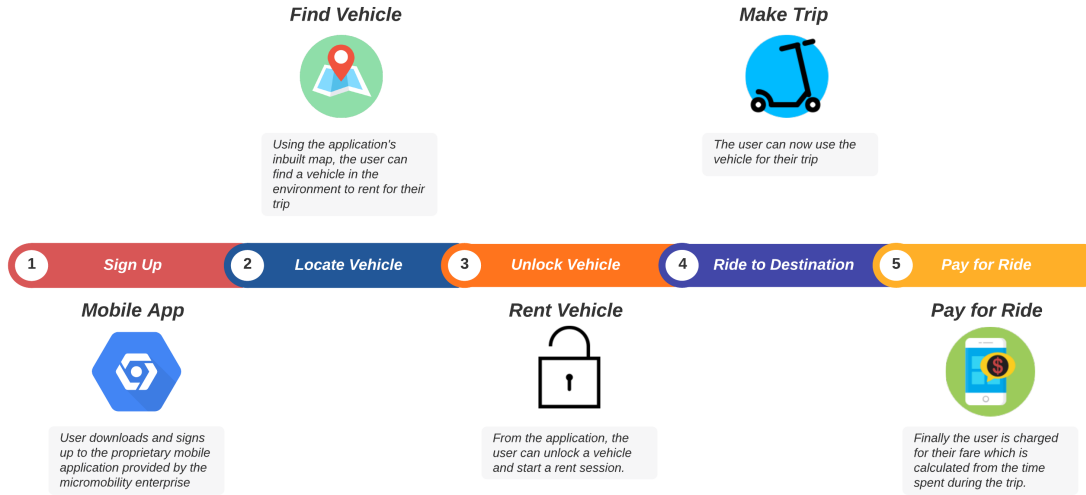 Find Vehicle
Make Trip
Using the application's
inbuilt map, the user can
find a vehicle in the
environment to rent for their
trip
The user can now use the
vehicle for their trip
1 Sign Up 2 Locate Vehicle 3 Unlock Vehicle 4 Ride to Destination 5 Pay for Ride
Mobile App
Rent Vehicle
Pay for Ride
$
User downloads and signs
up to the proprietary mobile
application provided by the
micromobility enterprise
From the application, the
user can unlock a vehicle
and start a rent session.
Finally the user is charged
for their fare which is
calculated from the time
spent during the trip.